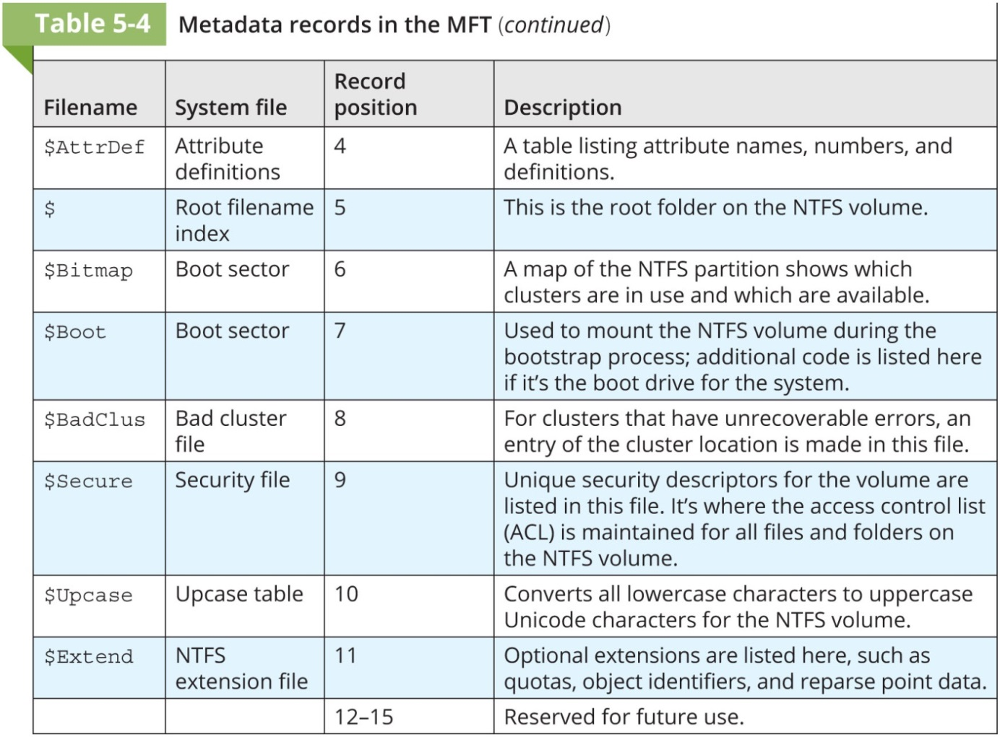 Table 5-4 Metadata records in the MFT (continued)
Filename System file Record position Description
$AttrDef Attribute definitions 4 A table listing attribute names, numbers, and
definitions.
$ Root filename index 5 This is the root folder on the NTFS volume.
$Bitmap Boot sector 6 A map of the NTFS partition shows which
clusters are in use and which are available.
$Boot Boot sector 7 Used to mount the NTFS volume during the
bootstrap process; additional code is listed here
if it's the boot drive for the system.
$BadClus Bad cluster file 8 For clusters that have unrecoverable errors, an
entry of the cluster location is made in this file.
$Secure Security file 9 Unique security descriptors for the volume are
listed in this file. It's where the access control list
(ACL) is maintained for all files and folders on
the NTFS volume.
$Upcase Upcase table 10 Converts all lowercase characters to uppercase
Unicode characters for the NTFS volume.
$Extend NTFS extension file 11 Optional extensions are listed here, such as
quotas, object identifiers, and reparse point data.
12–15 Reserved for future use.